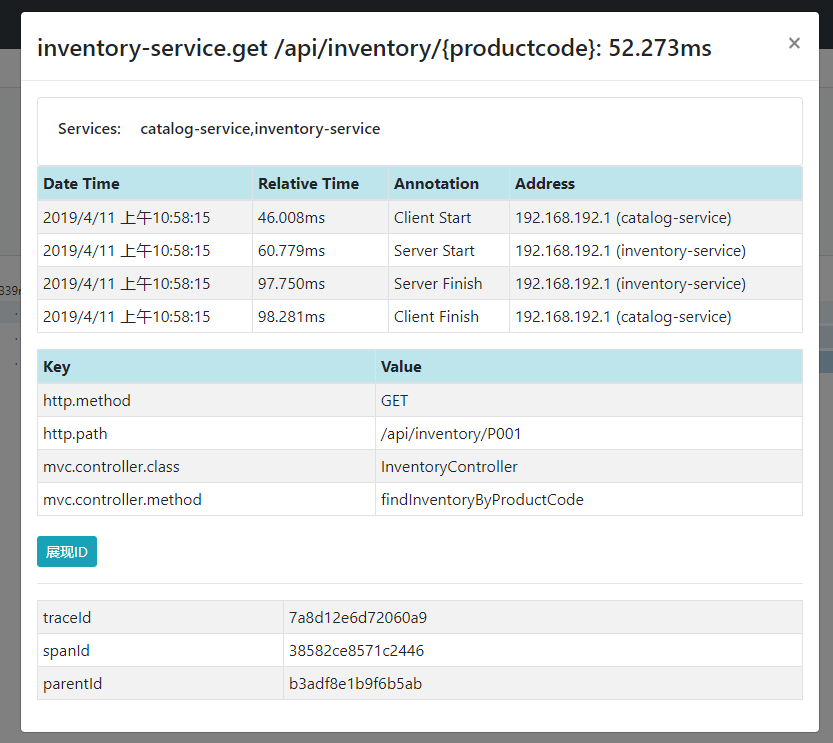 inventory-service.get /api/inventory/{productcode}: 52.273ms ×
Services: catalog-service,inventory-service
Date Time Relative Time Annotation Address
2019/4/11 上午10:58:15 46.008ms Client Start 192.168.192.1 (catalog-service)
2019/4/11 上午10:58:15 60.779ms Server Start 192.168.192.1 (inventory-service)
2019/4/11 上午10:58:15 97.750ms Server Finish 192.168.192.1 (inventory-service)
2019/4/11 上午10:58:15 98.281ms Client Finish 192.168.192.1 (catalog-service)
Key Value
http.method GET
http.path /api/inventory/P001
mvc.controller.class InventoryController
mvc.controller.method findInventoryByProductCode
展现ID
traceId 7a8d12e6d72060a9
spanId 38582ce8571c2446
parentId b3adf8e1b9f6b5ab